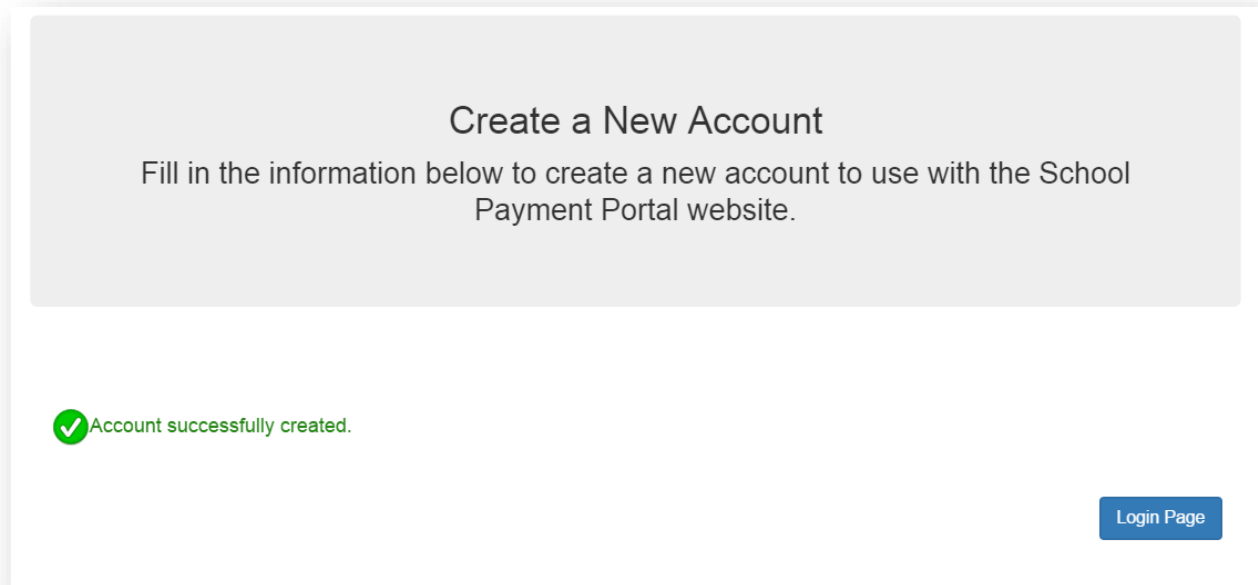 Create a New Account
Fill in the information below to create a new account to use with the School
Payment Portal website.
Account successfully created.
Login Page